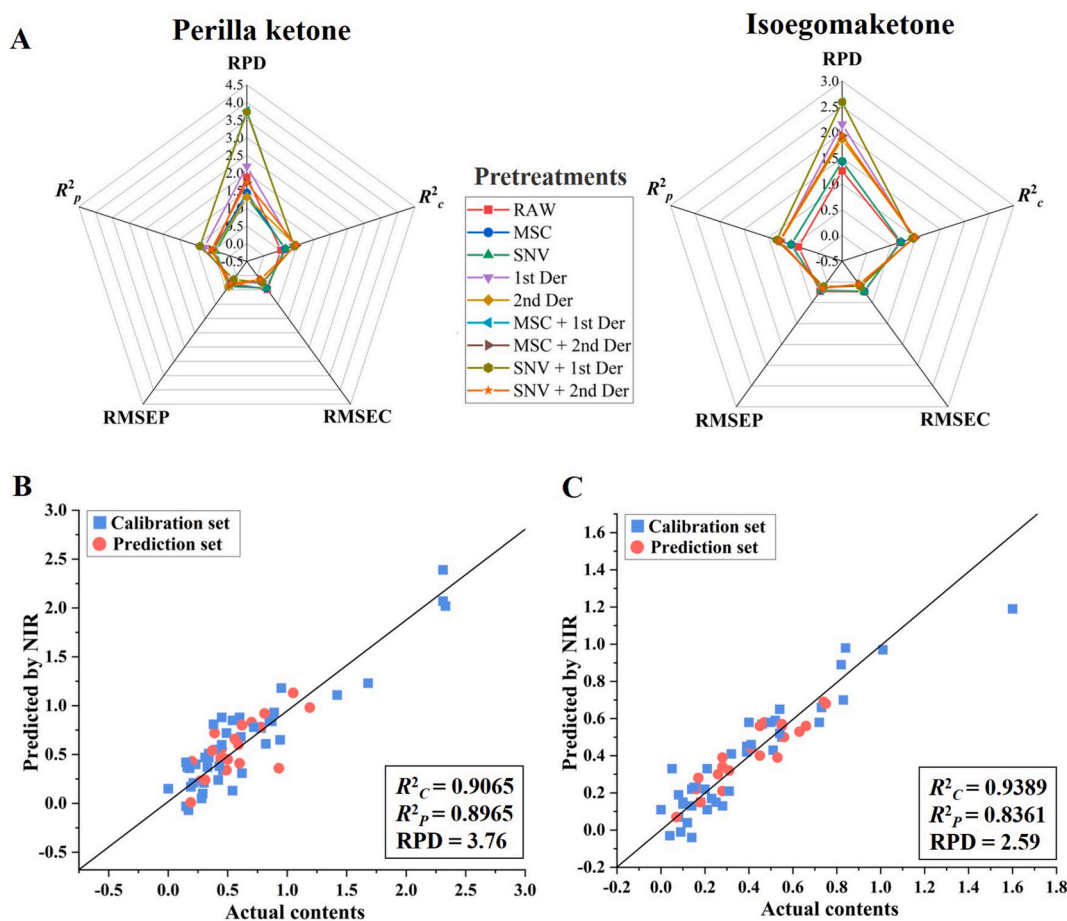 A
Perilla ketone
Isoegomaketone
RPD
4.5
4.0
3.5
3.0
2.5
2.0
1.5
1.0
0.5
0.0
-0.5
R²p
R²c
RMSEP
RMSEC
Pretreatments
RAW
MSC
SNV
1st Der
2nd Der
MSC + 1st Der
MSC + 2nd Der
SNV + 1st Der
SNV + 2nd Der
RPD
3.0
2.5
2.0
1.5
1.0
0.5
0.0
-0.5
R²p
R²c
RMSEP
RMSEC
B
Calibration set
Prediction set
Predicted by NIR
3.0
2.5
2.0
1.5
1.0
0.5
0.0
-0.5
R²C = 0.9065
R²P = 0.8965
RPD = 3.76
0.0 0.5 1.0 1.5 2.0 2.5 3.0
Actual contents
C
Calibration set
Prediction set
Predicted by NIR
1.6
1.4
1.2
1.0
0.8
0.6
0.4
0.2
0.0
-0.2
R²C = 0.9389
R²P = 0.8361
RPD = 2.59
-0.2 0.0 0.2 0.4 0.6 0.8 1.0 1.2 1.4 1.6 1.8
Actual contents